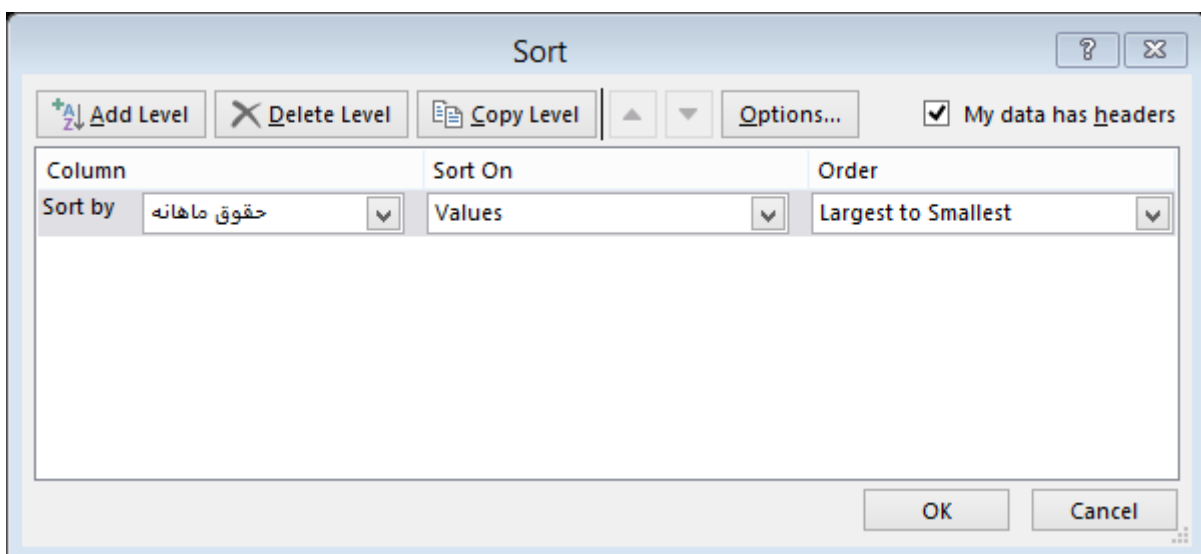 Sort
Add Level Delete Level Copy Level Options... My data has headers
Column Sort On Order
Sort by حقوق ماهانه Values Largest to Smallest
OK Cancel